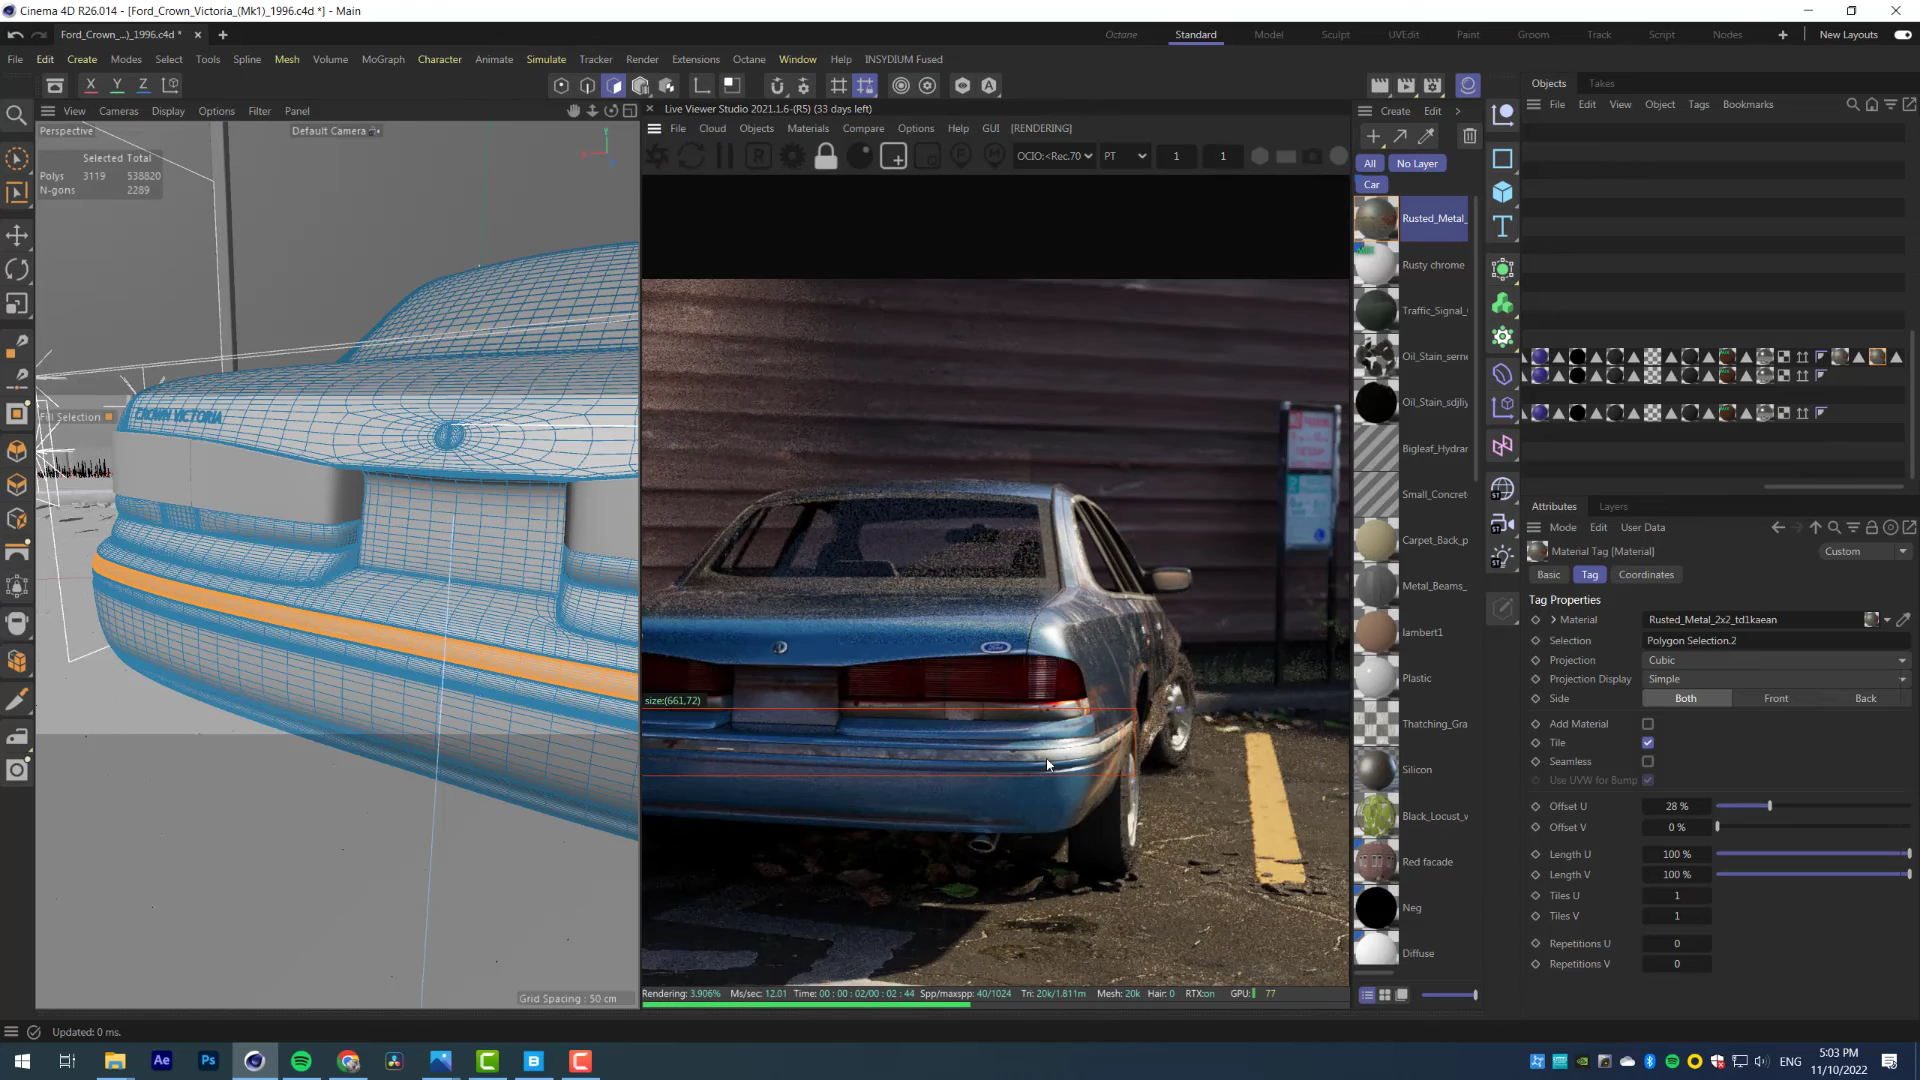 Cinema 4D R26.014 - [Ford_Crown_Victoria_(Mk1)_1996.c4d *] - Main
Ford_Crown_...)_1996.c4d *
Octane Standard Model Sculpt UVEdit Paint Groom Track Script Nodes New Layouts
File Edit Create Modes Select Tools Spline Mesh Volume MoGraph Character Animate Simulate Tracker Render Extensions Octane Window Help INSYDIUM Fused
X Y Z
View Cameras Display Options Filter Panel
Perspective
Default Camera
Selected Total
Polys 3119 538820
N-gons 2289
Fill Selection
CROWN VICTORIA
Grid Spacing : 50 cm
Live Viewer Studio 2021.1.6-(R5) (33 days left)
File Cloud Objects Materials Compare Options Help GUI [RENDERING]
OCIO:<Rec.70 PT 1 1
size:(661,72)
Ford
Rendering: 3.906% Ms/sec: 12.01 Time: 00 : 00 : 02/00 : 02 : 44 Spp/maxspp: 40/1024 Tri: 20k/1.811m Mesh: 20k Hair: 0 RTX:on GPU: 77
Create Edit
All No Layer
Car
Rusted_Metal_
Rusty chrome
Traffic_Signal_
Oil_Stain_serne
Oil_Stain_sdjliy
Bigleaf_Hydrar
Small_Concret
Carpet_Back_p
Metal_Beams_
lambert1
Plastic
Thatching_Gra
Silicon
Black_Locust_v
Red facade
Neg
Diffuse
Objects Takes
File Edit View Object Tags Bookmarks
Attributes Layers
Mode Edit User Data
Material Tag [Material]
Custom
Basic Tag Coordinates
Tag Properties
Material Rusted_Metal_2x2_td1kaean
Selection Polygon Selection.2
Projection Cubic
Projection Display Simple
Side Both Front Back
Add Material
Tile
Seamless
Use UVW for Bump
Offset U 28 %
Offset V 0 %
Length U 100 %
Length V 100 %
Tiles U 1
Tiles V 1
Repetitions U 0
Repetitions V 0
Updated: 0 ms.
Ae
Ps
ENG
5:03 PM
11/10/2022